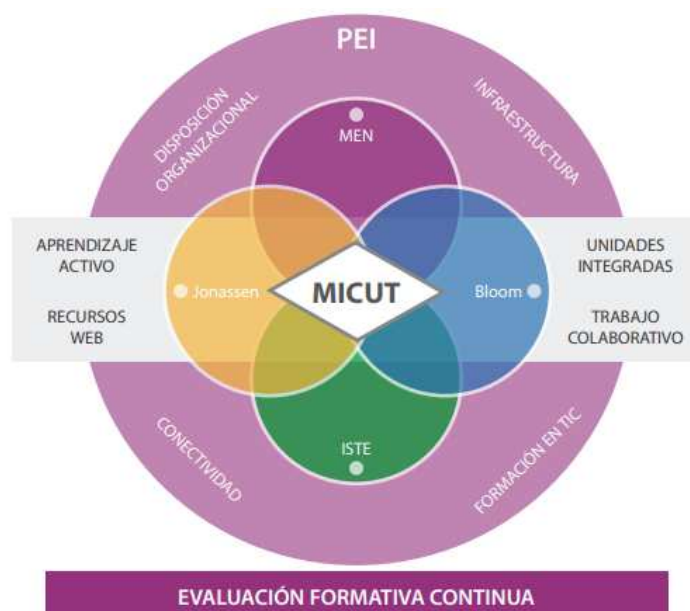 PEI
DISPOSICIÓN
ORGANIZACIONAL
INFRAESTRUCTURA
MEN
APRENDIZAJE
ACTIVO
RECURSOS
WEB
Jonassen
MICUT
Bloom
UNIDADES
INTEGRADAS
TRABAJO
COLABORATIVO
ISTE
CONECTIVIDAD
FORMACIÓN EN TIC
EVALUACIÓN FORMATIVA CONTINUA